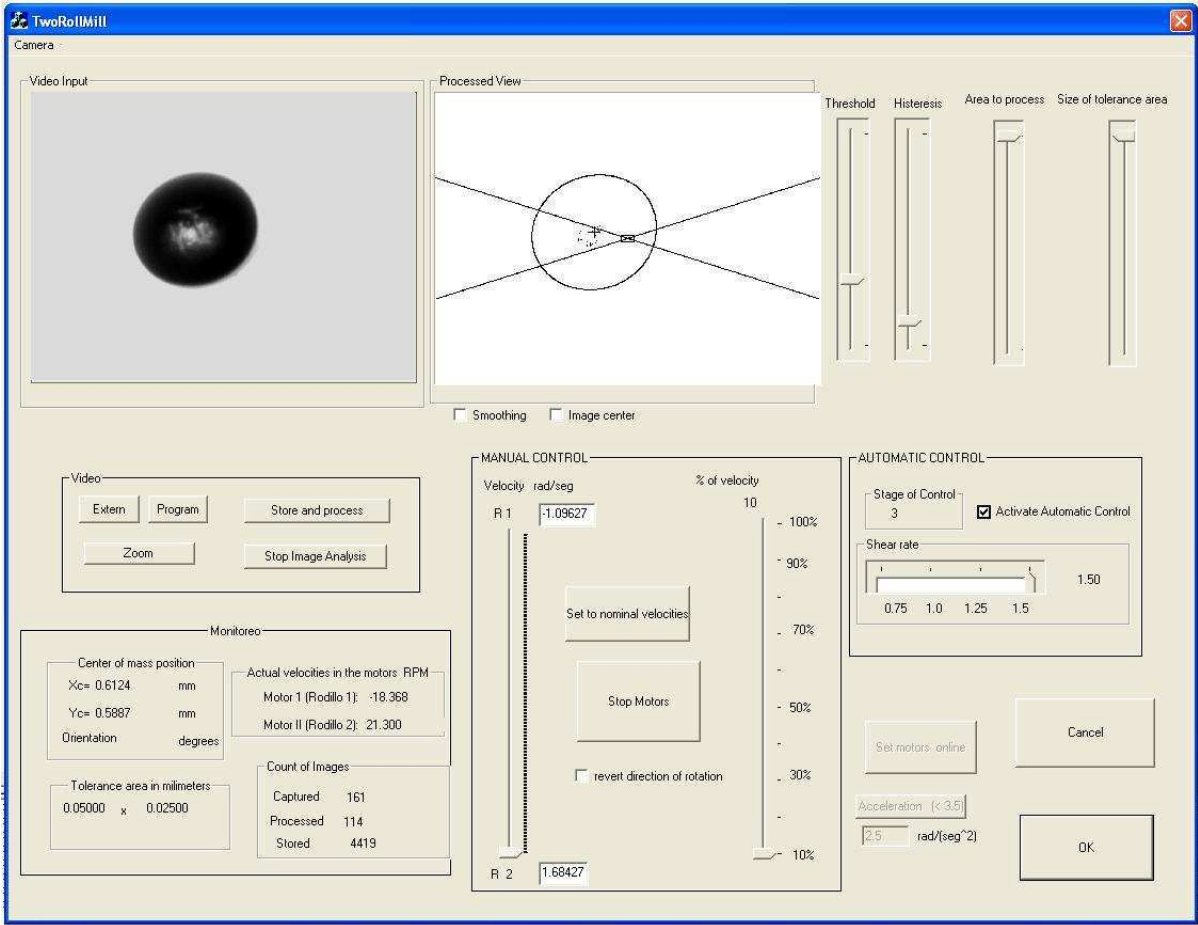 TwoRollMill
Camera
Video Input
Processed View
Threshold
Histeresis
Area to process
Size of tolerance area
Smoothing
Image center
Video
Extern
Program
Store and process
Zoom
Stop Image Analysis
Monitoreo
Center of mass position
Xc= 0.6124 mm
Yc= 0.5887 mm
Orientation degrees
Actual velocities in the motors RPM
Motor 1 (Rodillo 1): -18.368
Motor II (Rodillo 2): 21.300
Tolerance area in milimeters
0.05000 x 0.02500
Count of Images
Captured 161
Processed 114
Stored 4419
MANUAL CONTROL
Velocity rad/seg
R 1
-1.09627
% of velocity
10
100%
90%
70%
50%
30%
10%
Set to nominal velocities
Stop Motors
revert direction of rotation
R 2
1.68427
AUTOMATIC CONTROL
Stage of Control
3
Activate Automatic Control
Shear rate
1.50
0.75 1.0 1.25 1.5
Set motors online
Cancel
Acceleration (< 3.5)
2.5 rad/(seg^2)
OK